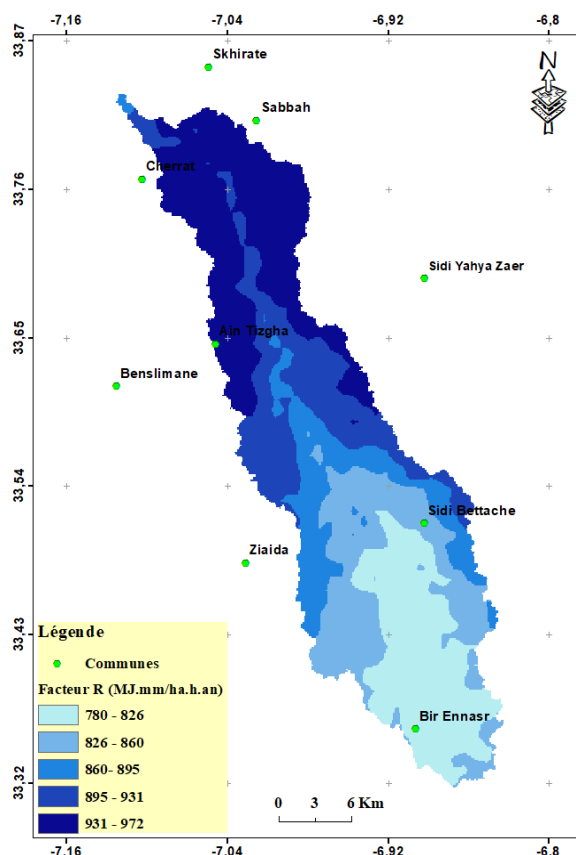 -7,16 -7,04 -6,92 -6,8
33,87
Skhirate
N
Sabbah
Cherrat
33,76
Sidi Yahya Zaer
33,65
Ain Tizgha
Benslimane
33,54
Sidi Bettache
Ziaida
33,43
Légende
Communes
Facteur R (MJ.mm/ha.h.an)
780 - 826
826 - 860
860- 895
895 - 931
931 - 972
Bir Ennasr
33,32
0 3 6 Km
-7,16 -7,04 -6,92 -6,8